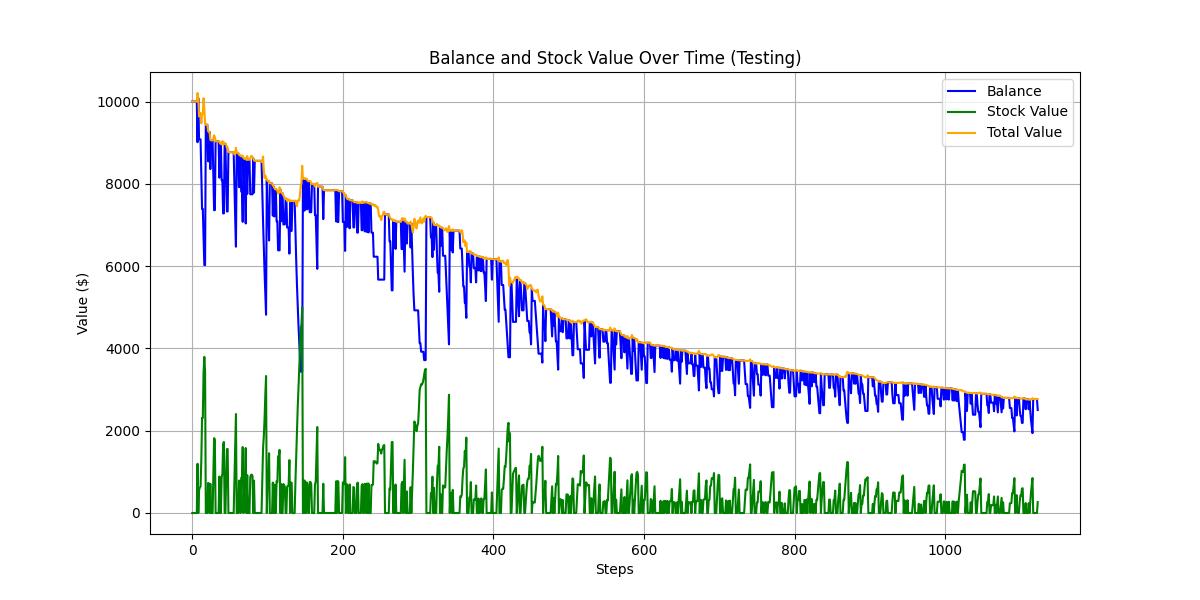 Balance and Stock Value Over Time (Testing)
Balance
Stock Value
Total Value
Value ($)
10000
8000
6000
4000
2000
0
0 200 400 600 800 1000
Steps